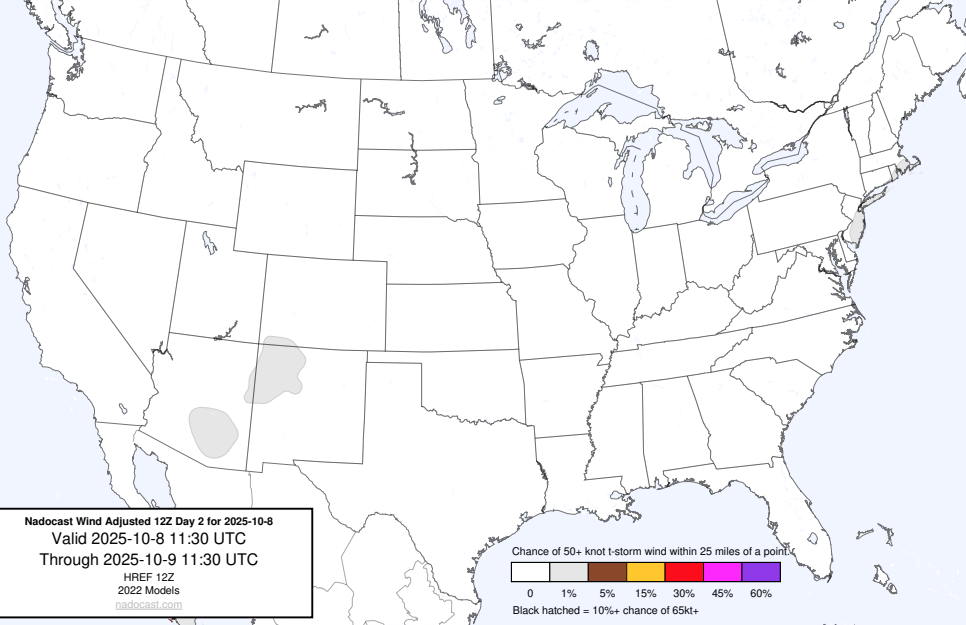 Nadocast Wind Adjusted 12Z Day 2 for 2025-10-8
Valid 2025-10-8 11:30 UTC
Through 2025-10-9 11:30 UTC
HREF 12Z
2022 Models
nadocast.com
Chance of 50+ knot t-storm wind within 25 miles of a point.
0 1% 5% 15% 30% 45% 60%
Black hatched = 10%+ chance of 65kt+